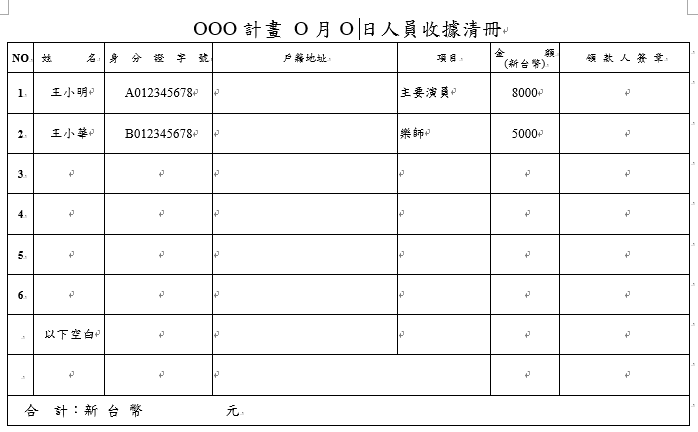 OOO 計畫 O 月 O 日人員收據清冊
NO 姓 名 身 分 證 字 號 戶籍地址 項目 金 額 (新台幣) 領 款 人 簽 章
1 王小明 A012345678 主要演員 8000
2 王小華 B012345678 樂師 5000
3
4
5
6
以下空白
合 計：新 台 幣 元